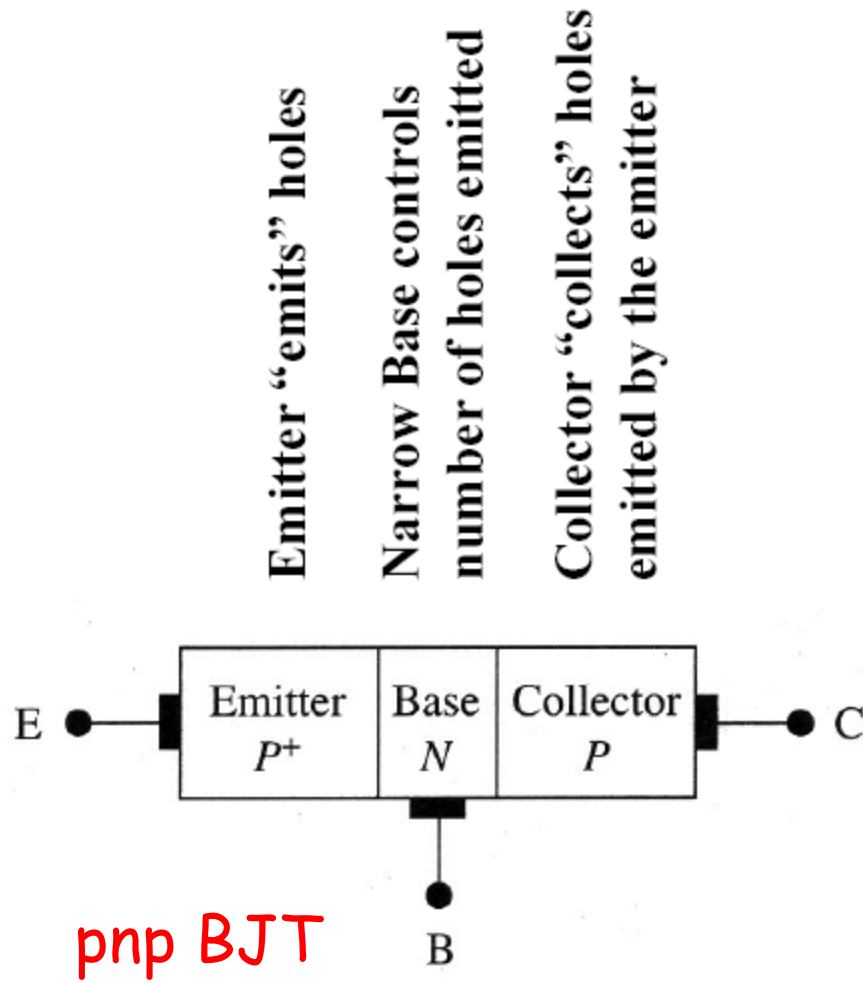 Emitter “emits” holes
Narrow Base controls
number of holes emitted
Collector “collects” holes
emitted by the emitter
E
Emitter
P⁺
Base
N
Collector
P
C
B
pnp BJT